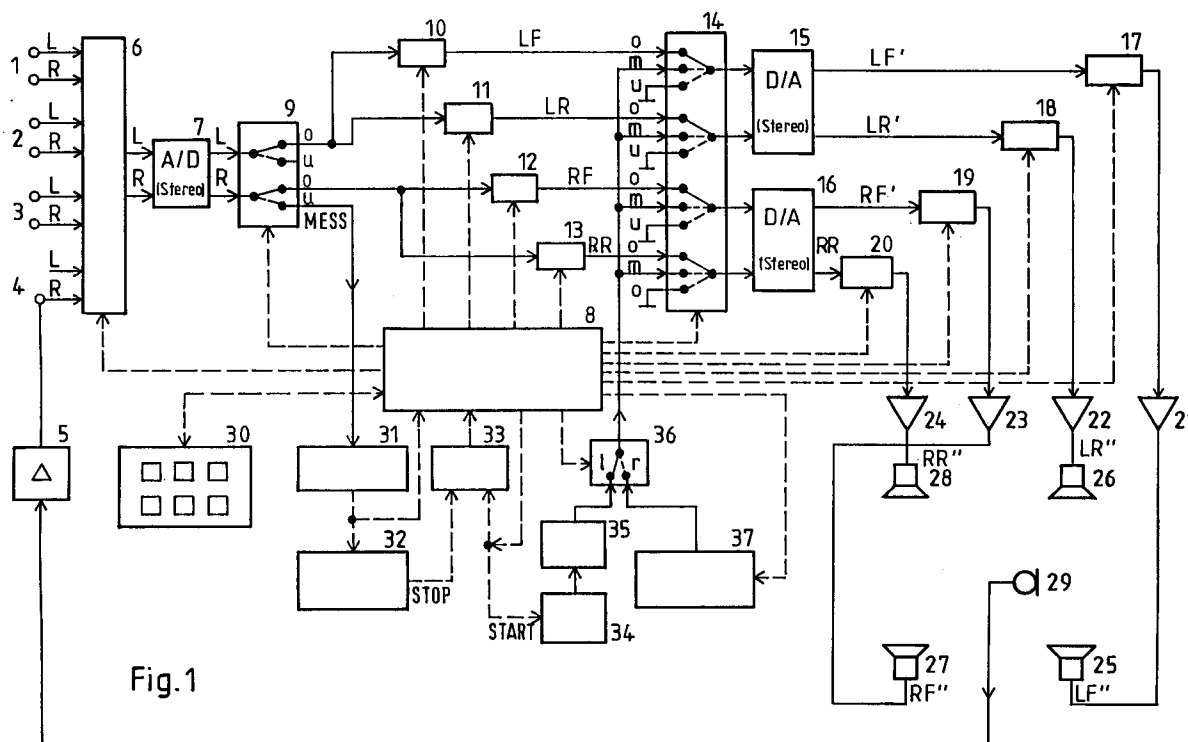 1
L
R
2
L
R
3
L
R
4
L
R
5
6
L
R
7
A/D
(Stereo)
L
R
9
o
u
o
u
MESS
10
LF
11
LR
12
RF
13
RR
14
o
m
u
o
m
u
o
m
u
o
m
o
15
D/A
(Stereo)
16
D/A
(Stereo)
LF'
17
LR'
18
RF'
19
RR
20
8
30
31
32
STOP
33
START
34
35
36
l
r
37
24
23
22
RR"
28
LR"
26
29
27
RF"
25
LF"
Fig.1